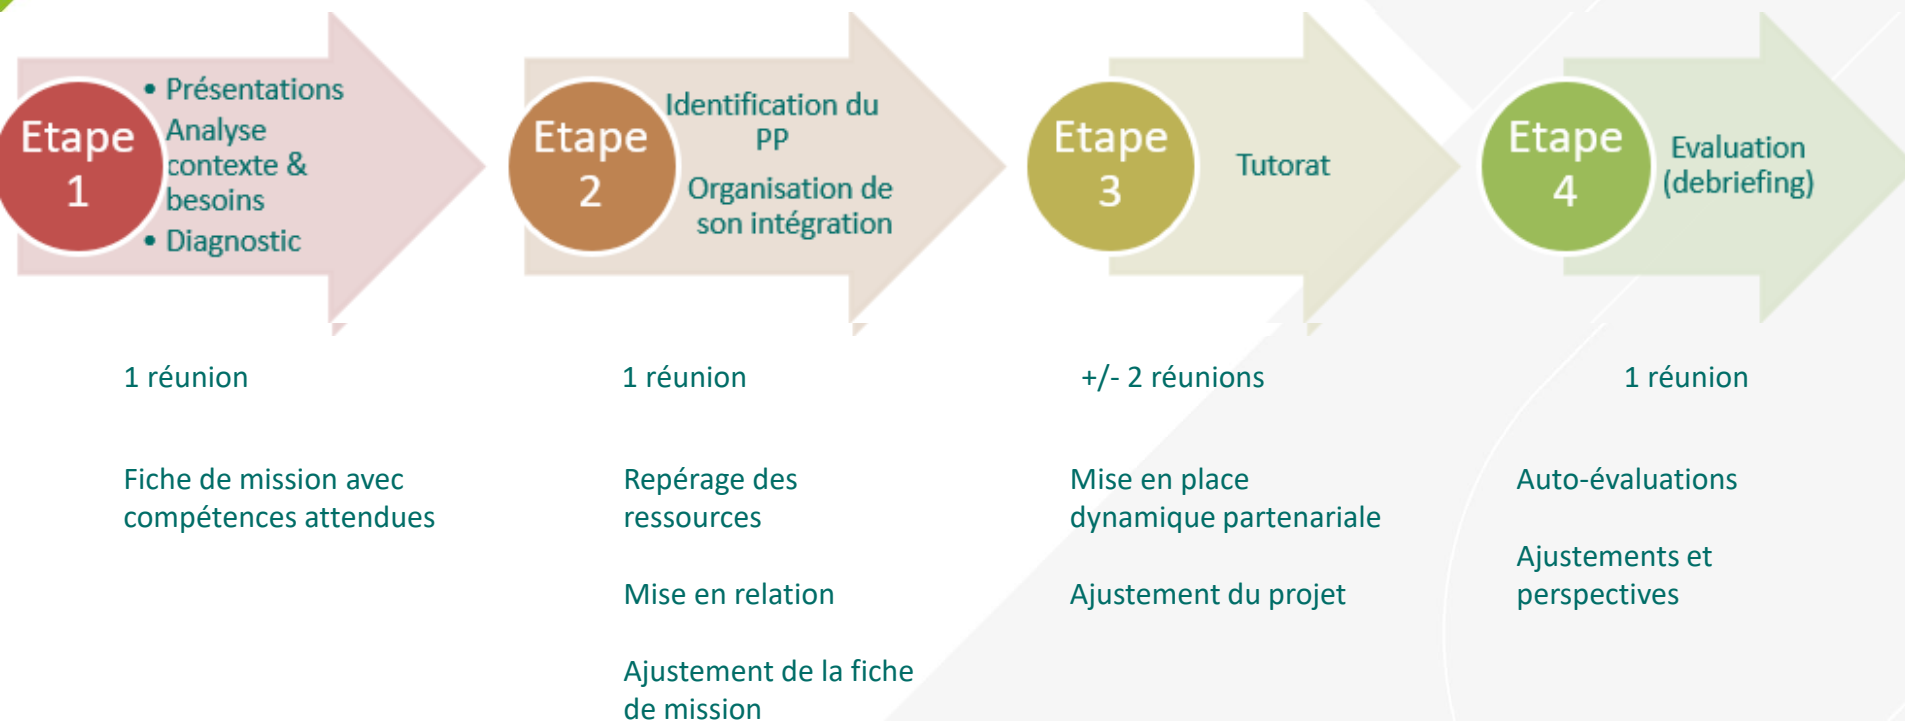 Etape
1
• Présentations
Analyse
contexte &
besoins
• Diagnostic
Etape
2
Identification du
PP
Organisation de
son intégration
Etape
3
Tutorat
Etape
4
Evaluation
(debriefing)
1 réunion
1 réunion
+/- 2 réunions
1 réunion
Fiche de mission avec
compétences attendues
Repérage des
ressources
Mise en relation
Ajustement de la fiche
de mission
Mise en place
dynamique partenariale
Ajustement du projet
Auto-évaluations
Ajustements et
perspectives